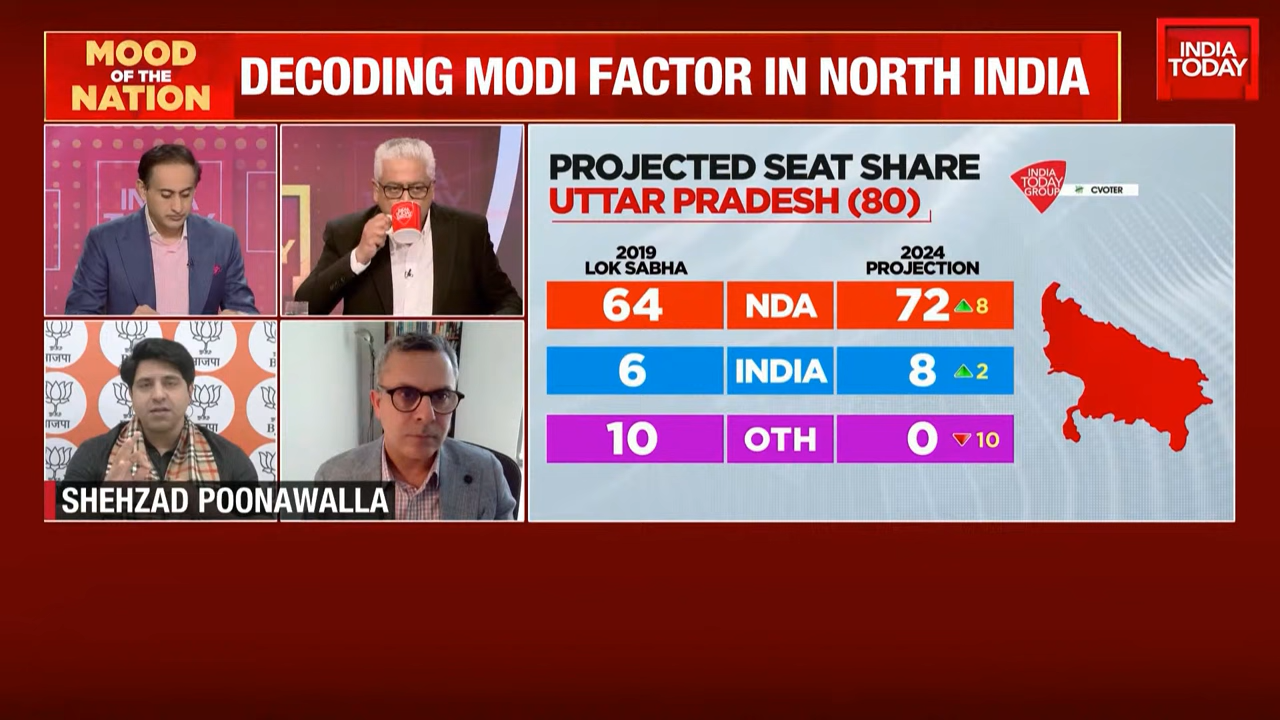 MOOD
OF THE
NATION
DECODING MODI FACTOR IN NORTH INDIA
INDIA
TODAY
PROJECTED SEAT SHARE
UTTAR PRADESH (80)
INDIA
TODAY
GROUP
CVOTER
2019
LOK SABHA
2024
PROJECTION
64 NDA 72 8
6 INDIA 8 2
10 OTH 0 10
SHEHZAD POONAWALLA